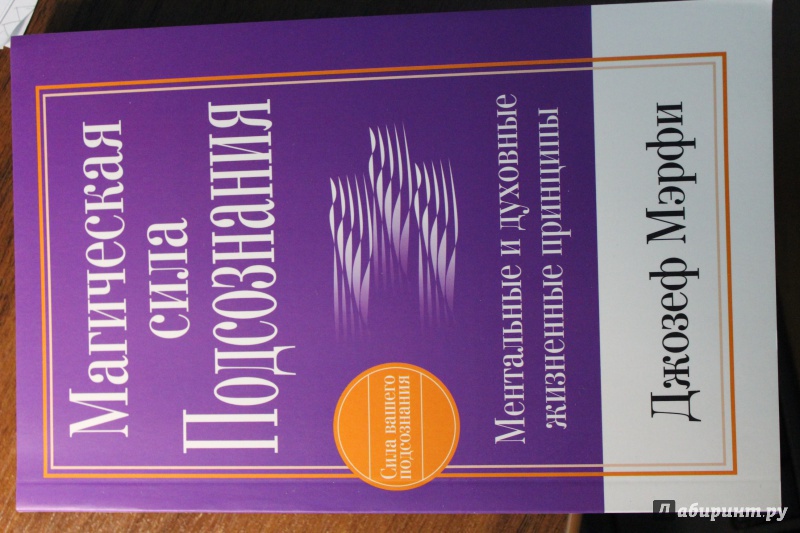 Магическая
сила
Подсознания
Сила вашего
подсознания
Ментальные и духовные
жизненные принципы
Джозеф Мэрфи
Лабиринт.ру